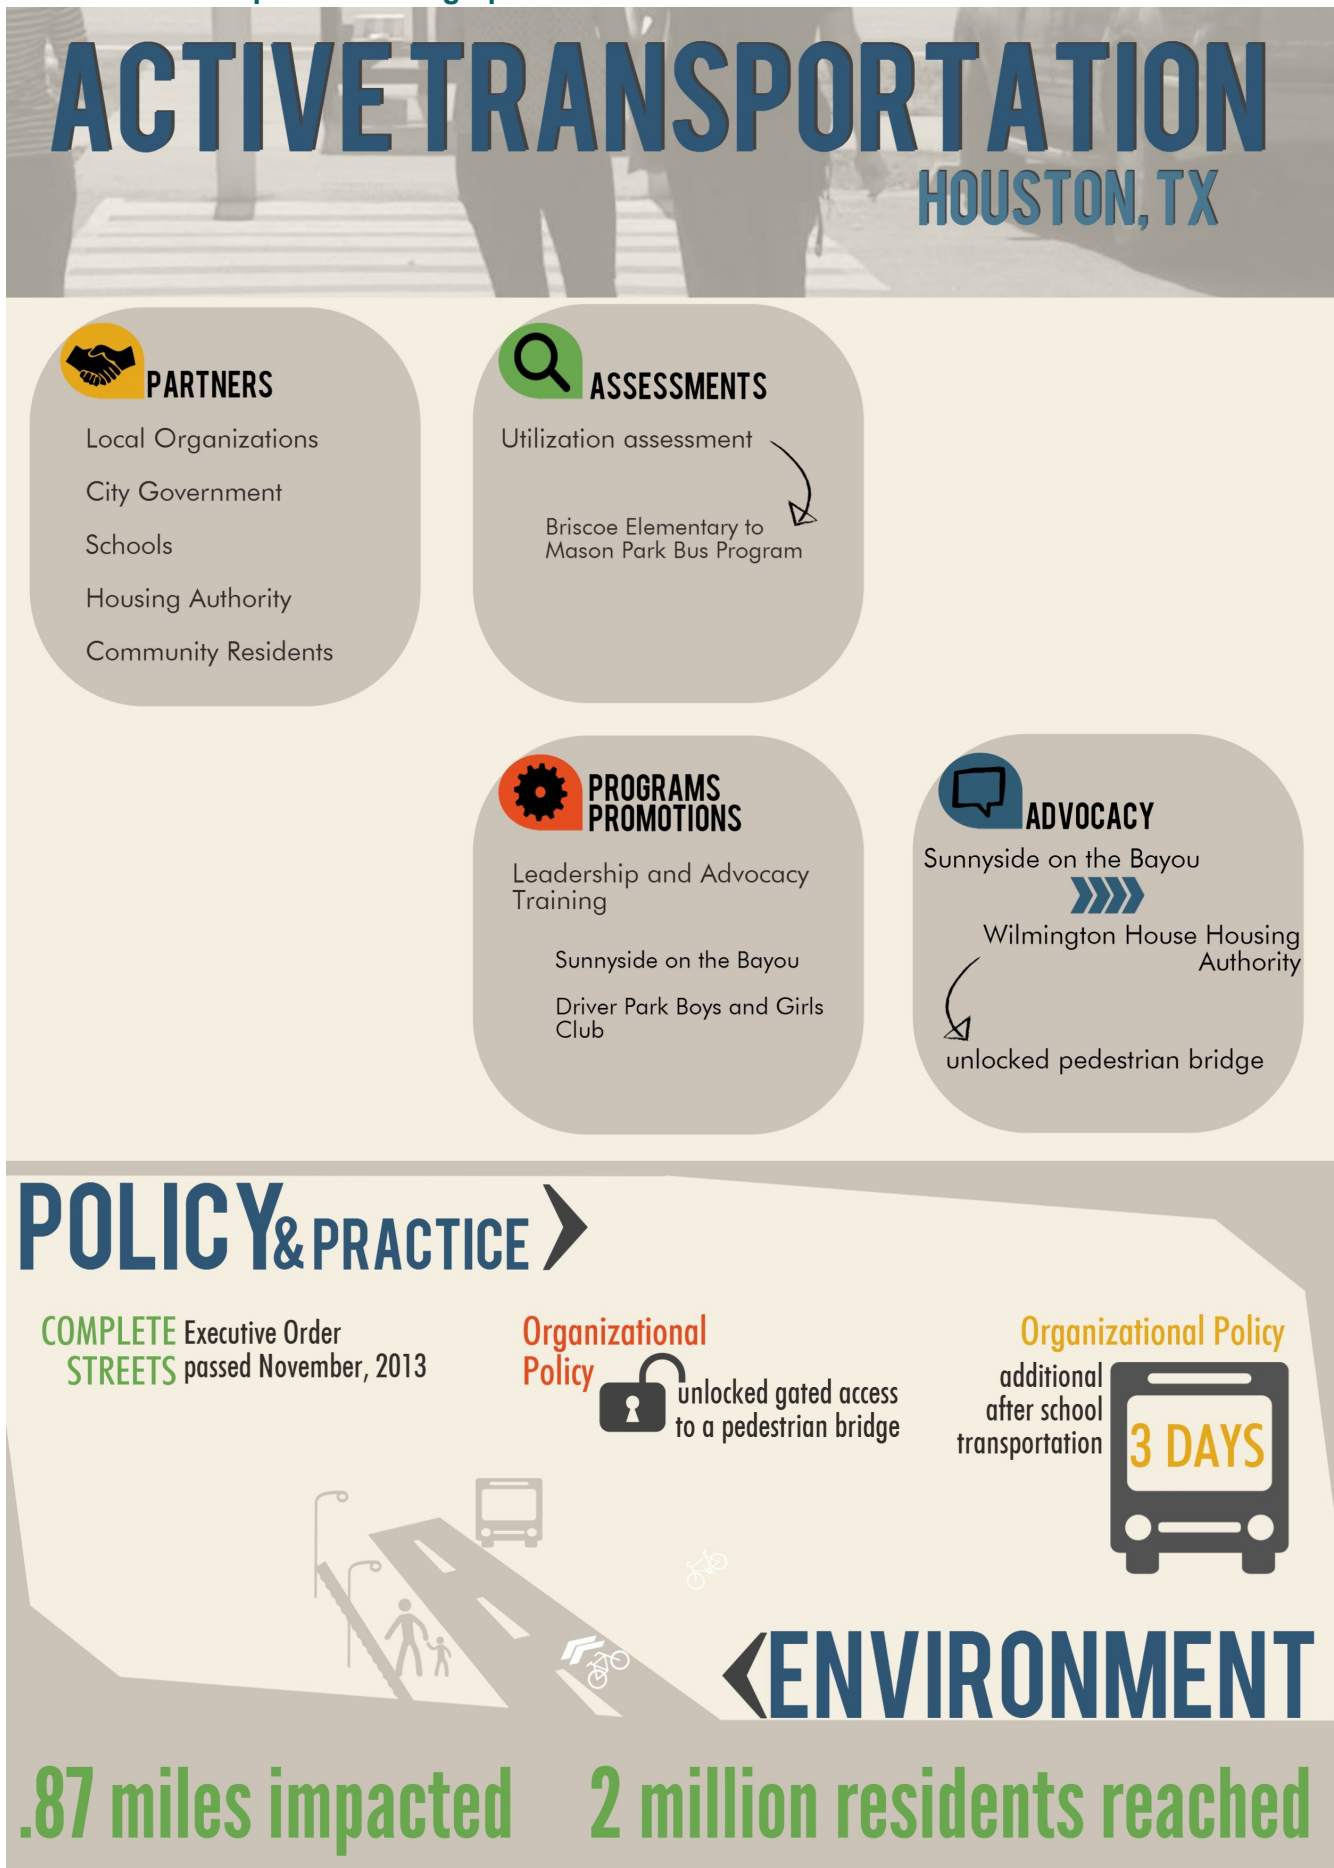 ACTIVE TRANSPORTATION
HOUSTON, TX
PARTNERS
Local Organizations
City Government
Schools
Housing Authority
Community Residents
ASSESSMENTS
Utilization assessment
Briscoe Elementary to
Mason Park Bus Program
PROGRAMS
PROMOTIONS
Leadership and Advocacy
Training
Sunnyside on the Bayou
Driver Park Boys and Girls
Club
ADVOCACY
Sunnyside on the Bayou
Wilmington House Housing
Authority
unlocked pedestrian bridge
POLICY & PRACTICE
COMPLETE STREETS
Executive Order
passed November, 2013
Organizational
Policy
unlocked gated access
to a pedestrian bridge
Organizational Policy
additional
after school
transportation
3 DAYS
ENVIRONMENT
.87 miles impacted
2 million residents reached